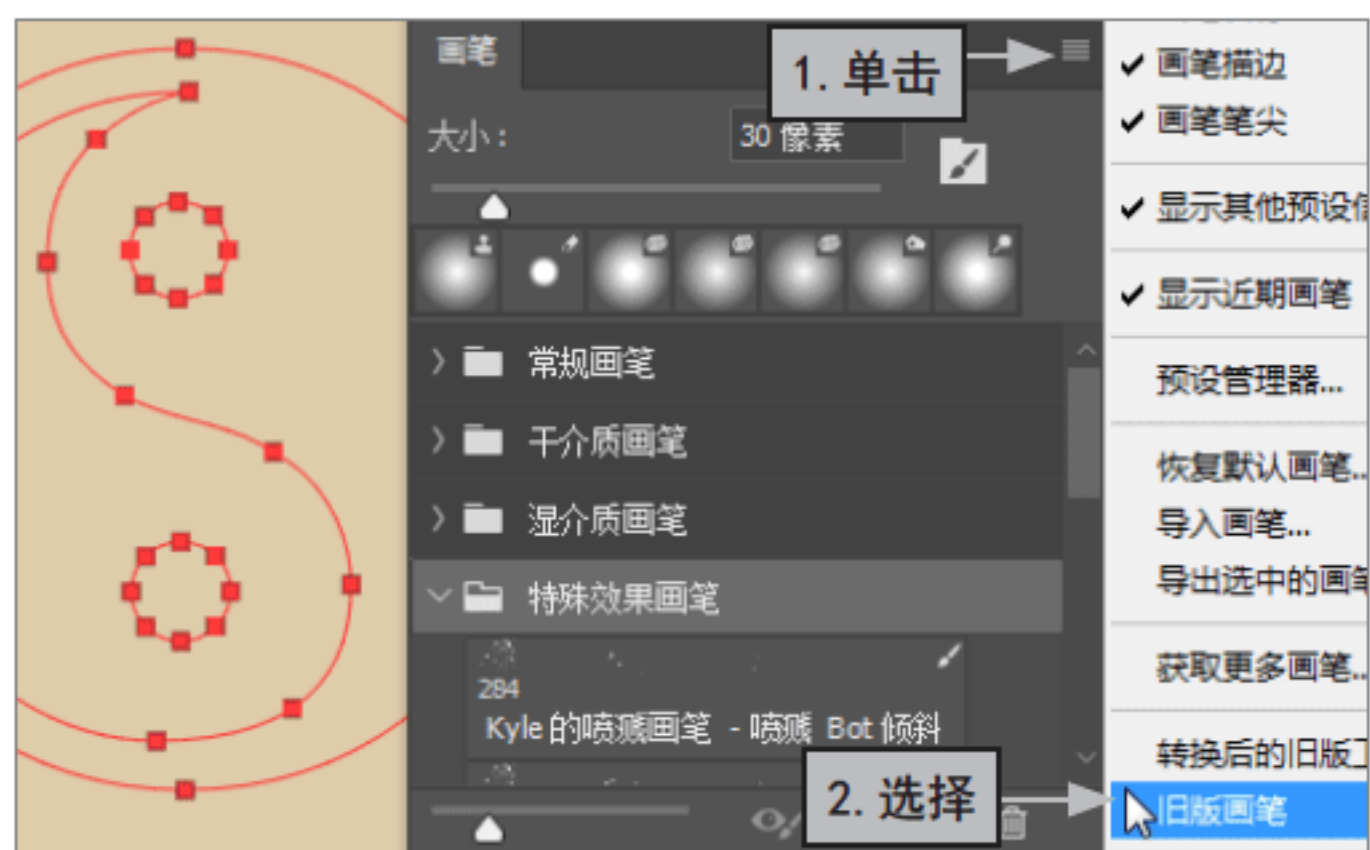 画笔
1. 单击
大小：
30 像素
常规画笔
干介质画笔
湿介质画笔
特殊效果画笔
284
Kyle 的喷溅画笔 - 喷溅 Bot 倾斜
2. 选择
画笔描边
画笔笔尖
显示其他预设信
显示近期画笔
预设管理器...
恢复默认画笔...
导入画笔...
导出选中的画笔
获取更多画笔...
转换后的旧版工
旧版画笔